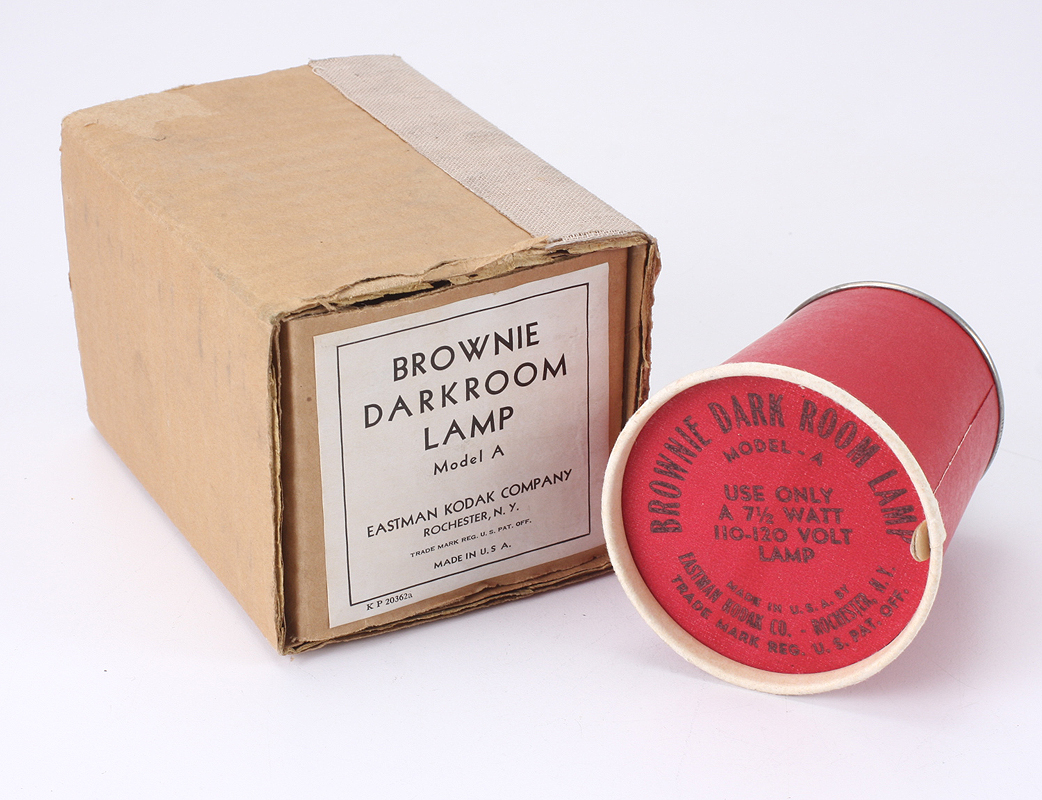 BROWNIE
DARKROOM
LAMP
Model A
EASTMAN KODAK COMPANY
ROCHESTER, N. Y.
TRADE MARK REG. U. S. PAT. OFF.
MADE IN U. S. A.
K P 20362a
BROWNIE DARK ROOM LAMP
MODEL - A
USE ONLY
A 7½ WATT
110-120 VOLT
LAMP
MADE IN U.S.A. BY
EASTMAN KODAK CO. - ROCHESTER, N.Y.
TRADE MARK REG. U. S. PAT. OFF.